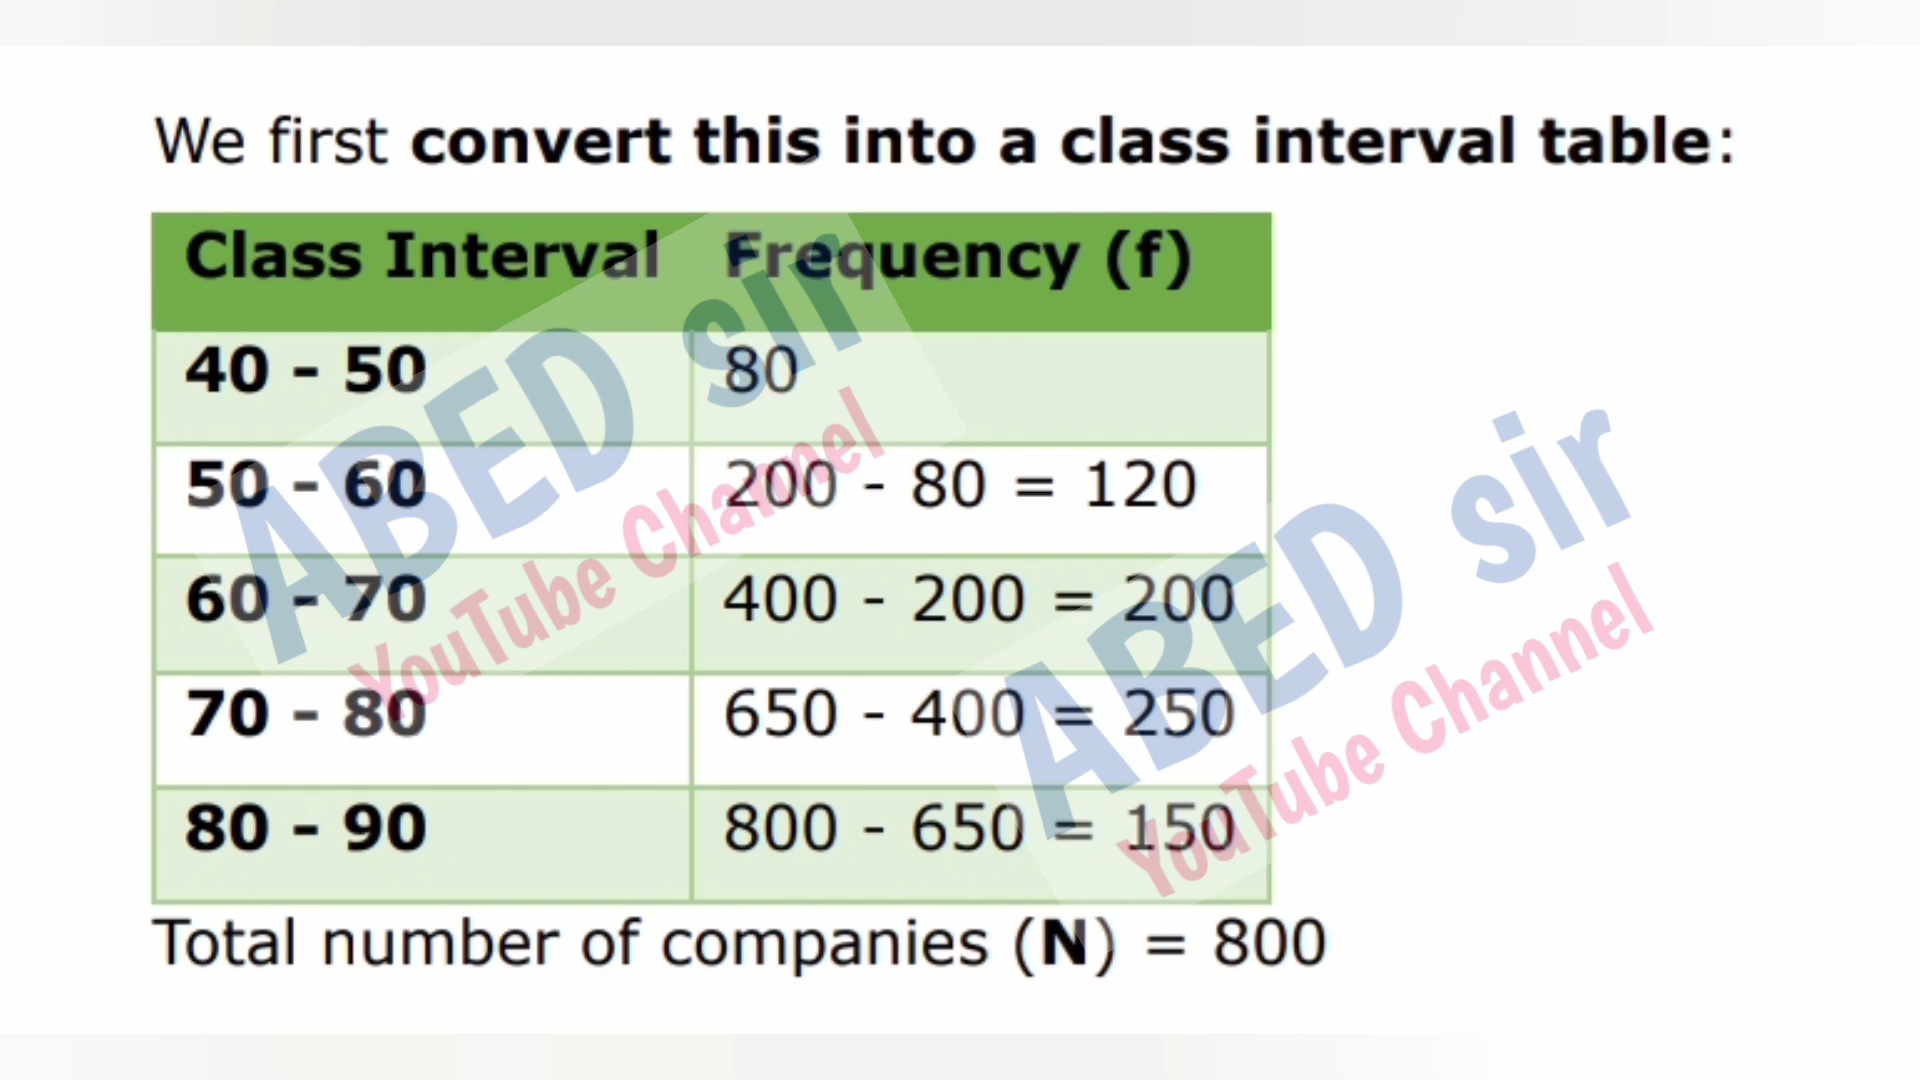 We first convert this into a class interval table:
Class Interval Frequency (f)
40 - 50 80
50 - 60 200 - 80 = 120
60 - 70 400 - 200 = 200
70 - 80 650 - 400 = 250
80 - 90 800 - 650 = 150
Total number of companies (N) = 800
ABED sir
YouTube Channel
ABED sir
YouTube Channel